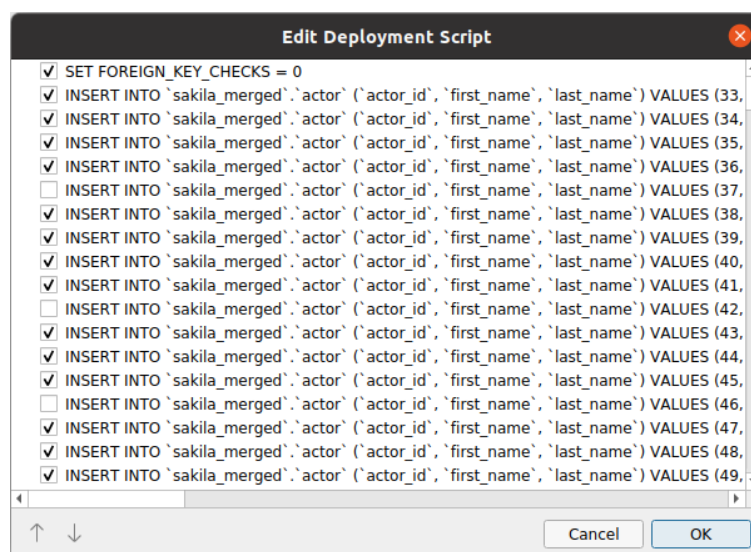 Edit Deployment Script
SET FOREIGN_KEY_CHECKS = 0
INSERT INTO `sakila_merged`.`actor` (`actor_id`, `first_name`, `last_name`) VALUES (33,
INSERT INTO `sakila_merged`.`actor` (`actor_id`, `first_name`, `last_name`) VALUES (34,
INSERT INTO `sakila_merged`.`actor` (`actor_id`, `first_name`, `last_name`) VALUES (35,
INSERT INTO `sakila_merged`.`actor` (`actor_id`, `first_name`, `last_name`) VALUES (36,
INSERT INTO `sakila_merged`.`actor` (`actor_id`, `first_name`, `last_name`) VALUES (37,
INSERT INTO `sakila_merged`.`actor` (`actor_id`, `first_name`, `last_name`) VALUES (38,
INSERT INTO `sakila_merged`.`actor` (`actor_id`, `first_name`, `last_name`) VALUES (39,
INSERT INTO `sakila_merged`.`actor` (`actor_id`, `first_name`, `last_name`) VALUES (40,
INSERT INTO `sakila_merged`.`actor` (`actor_id`, `first_name`, `last_name`) VALUES (41,
INSERT INTO `sakila_merged`.`actor` (`actor_id`, `first_name`, `last_name`) VALUES (42,
INSERT INTO `sakila_merged`.`actor` (`actor_id`, `first_name`, `last_name`) VALUES (43,
INSERT INTO `sakila_merged`.`actor` (`actor_id`, `first_name`, `last_name`) VALUES (44,
INSERT INTO `sakila_merged`.`actor` (`actor_id`, `first_name`, `last_name`) VALUES (45,
INSERT INTO `sakila_merged`.`actor` (`actor_id`, `first_name`, `last_name`) VALUES (46,
INSERT INTO `sakila_merged`.`actor` (`actor_id`, `first_name`, `last_name`) VALUES (47,
INSERT INTO `sakila_merged`.`actor` (`actor_id`, `first_name`, `last_name`) VALUES (48,
INSERT INTO `sakila_merged`.`actor` (`actor_id`, `first_name`, `last_name`) VALUES (49,
Cancel OK